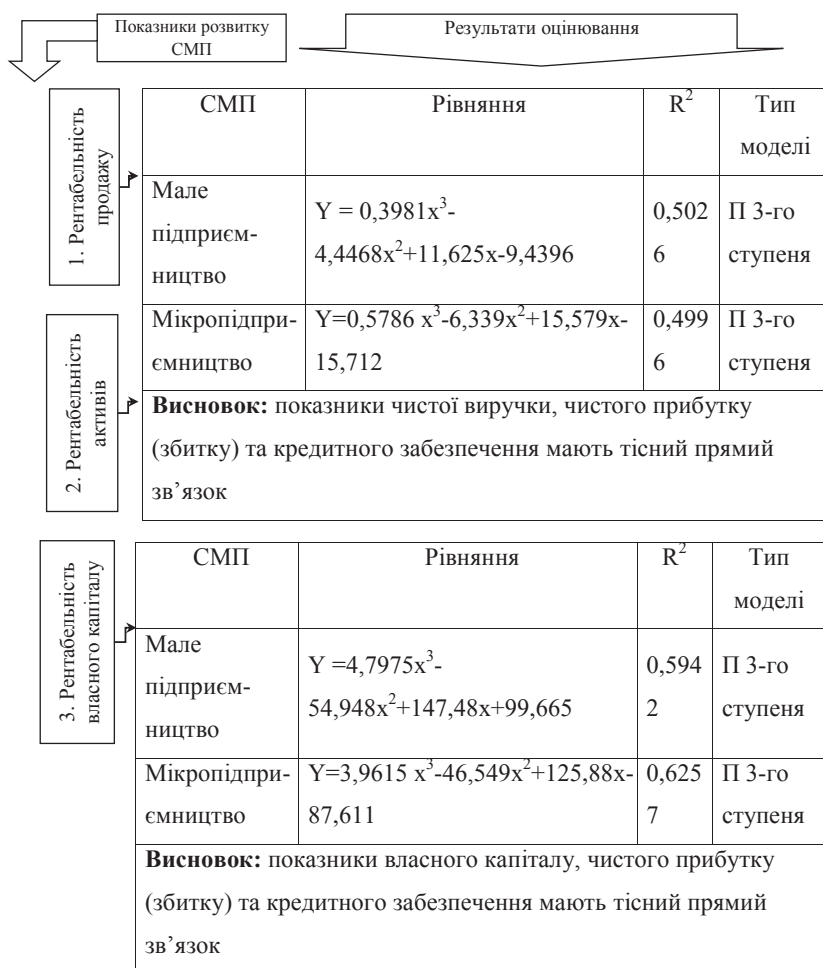 Показники розвитку
СМП
Результати оцінювання
1. Рентабельність
продажу
СМП Рівняння R² Тип
моделі
Мале
підприєм-
ництво
Y = 0,3981x³-
4,4468x²+11,625x-9,4396
0,502
6
П 3-го
ступеня
Мікропідпри-
ємництво
Y=0,5786 x³-6,339x²+15,579x-
15,712
0,499
6
П 3-го
ступеня
2. Рентабельність
активів
Висновок: показники чистої виручки, чистого прибутку
(збитку) та кредитного забезпечення мають тісний прямий
зв’язок
3. Рентабельність
власного капіталу
СМП Рівняння R² Тип
моделі
Мале
підприєм-
ництво
Y =4,7975x³-
54,948x²+147,48x+99,665
0,594
2
П 3-го
ступеня
Мікропідпри-
ємництво
Y=3,9615 x³-46,549x²+125,88x-
87,611
0,625
7
П 3-го
ступеня
Висновок: показники власного капіталу, чистого прибутку
(збитку) та кредитного забезпечення мають тісний прямий
зв’язок